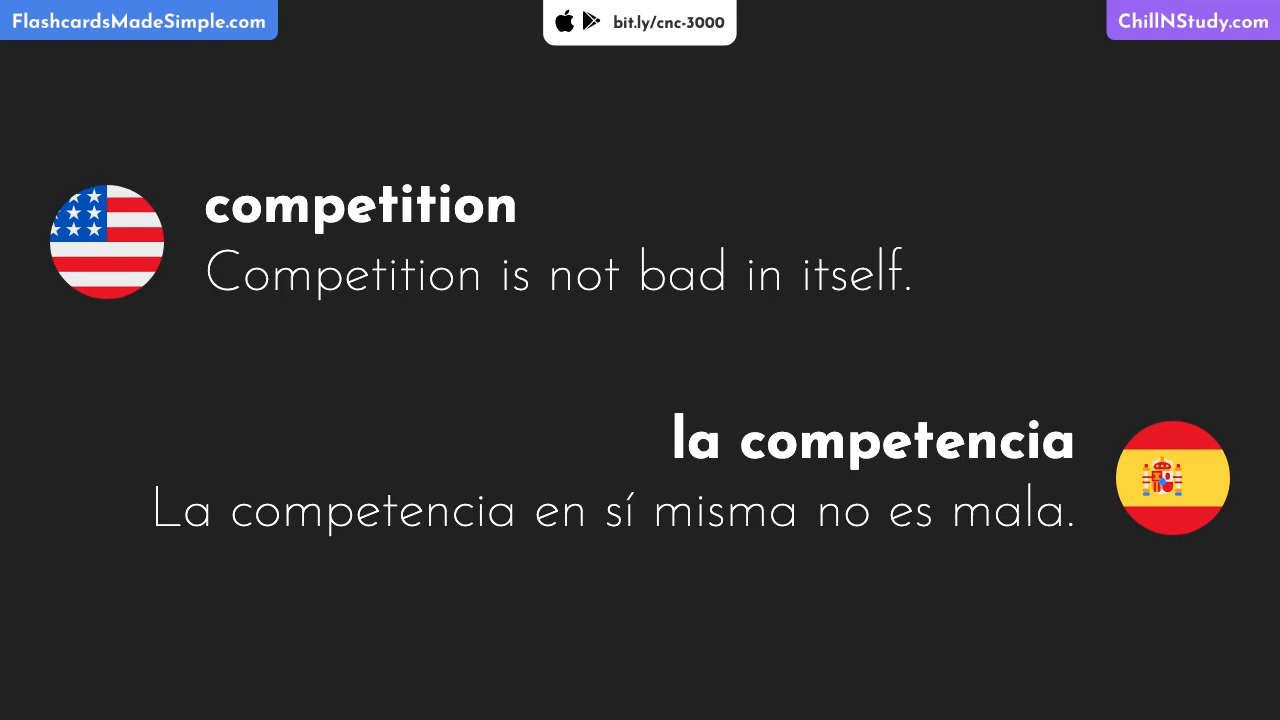 FlashcardsMadeSimple.com
bit.ly/cnc-3000
ChillNStudy.com
competition
Competition is not bad in itself.
la competencia
La competencia en sí misma no es mala.